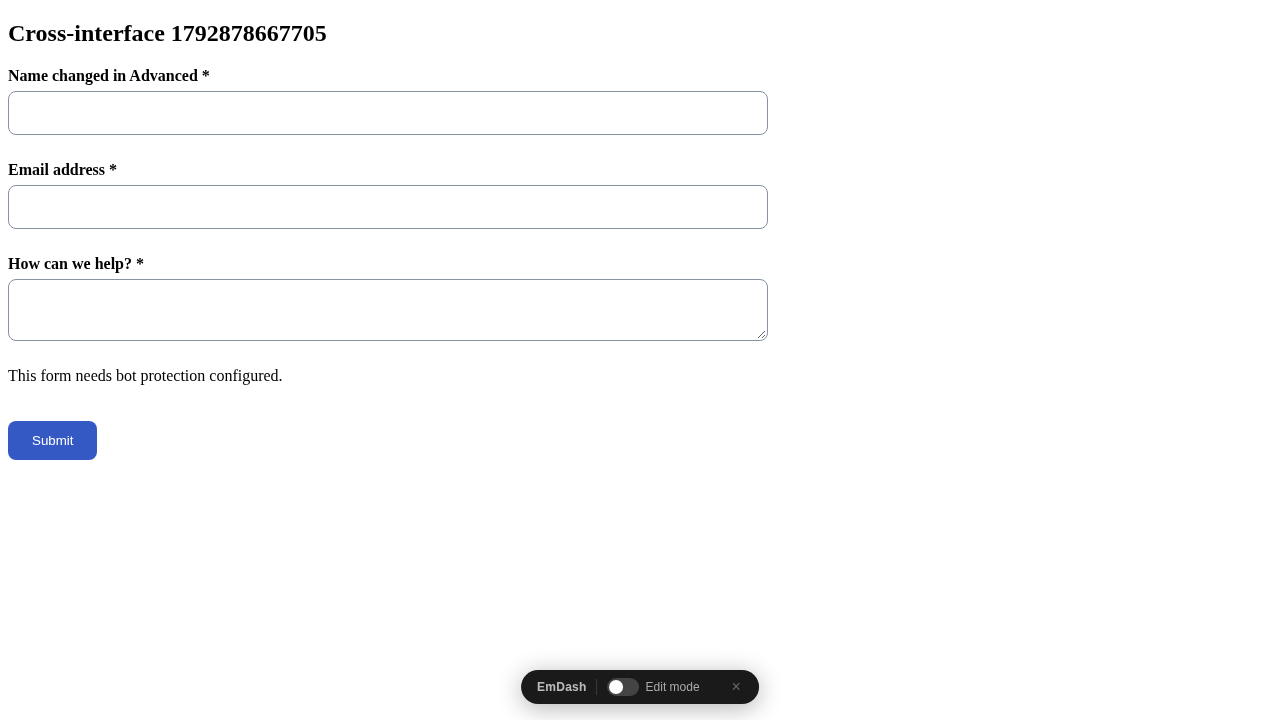 Cross-interface 1792878667705
Name changed in Advanced *
Email address *
How can we help? *
This form needs bot protection configured.
Submit
EmDash Edit mode ×